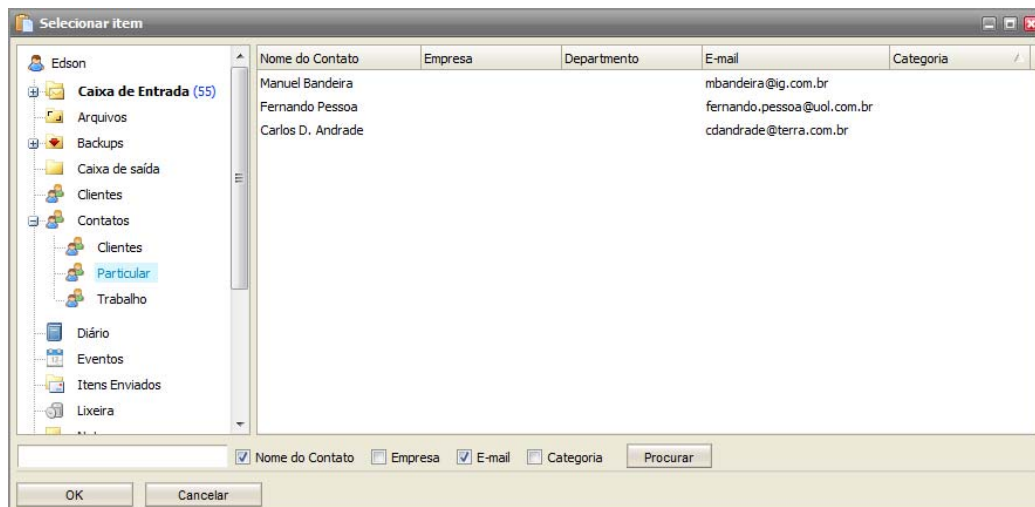 Selecionar item
Edson
Caixa de Entrada (55)
Arquivos
Backups
Caixa de saída
Clientes
Contatos
Clientes
Particular
Trabalho
Diário
Eventos
Itens Enviados
Lixeira
Nome do Contato Empresa Departmento E-mail Categoria
Manuel Bandeira mbandeira@ig.com.br
Fernando Pessoa fernando.pessoa@uol.com.br
Carlos D. Andrade cdandrade@terra.com.br
Nome do Contato Empresa E-mail Categoria Procurar
OK Cancelar